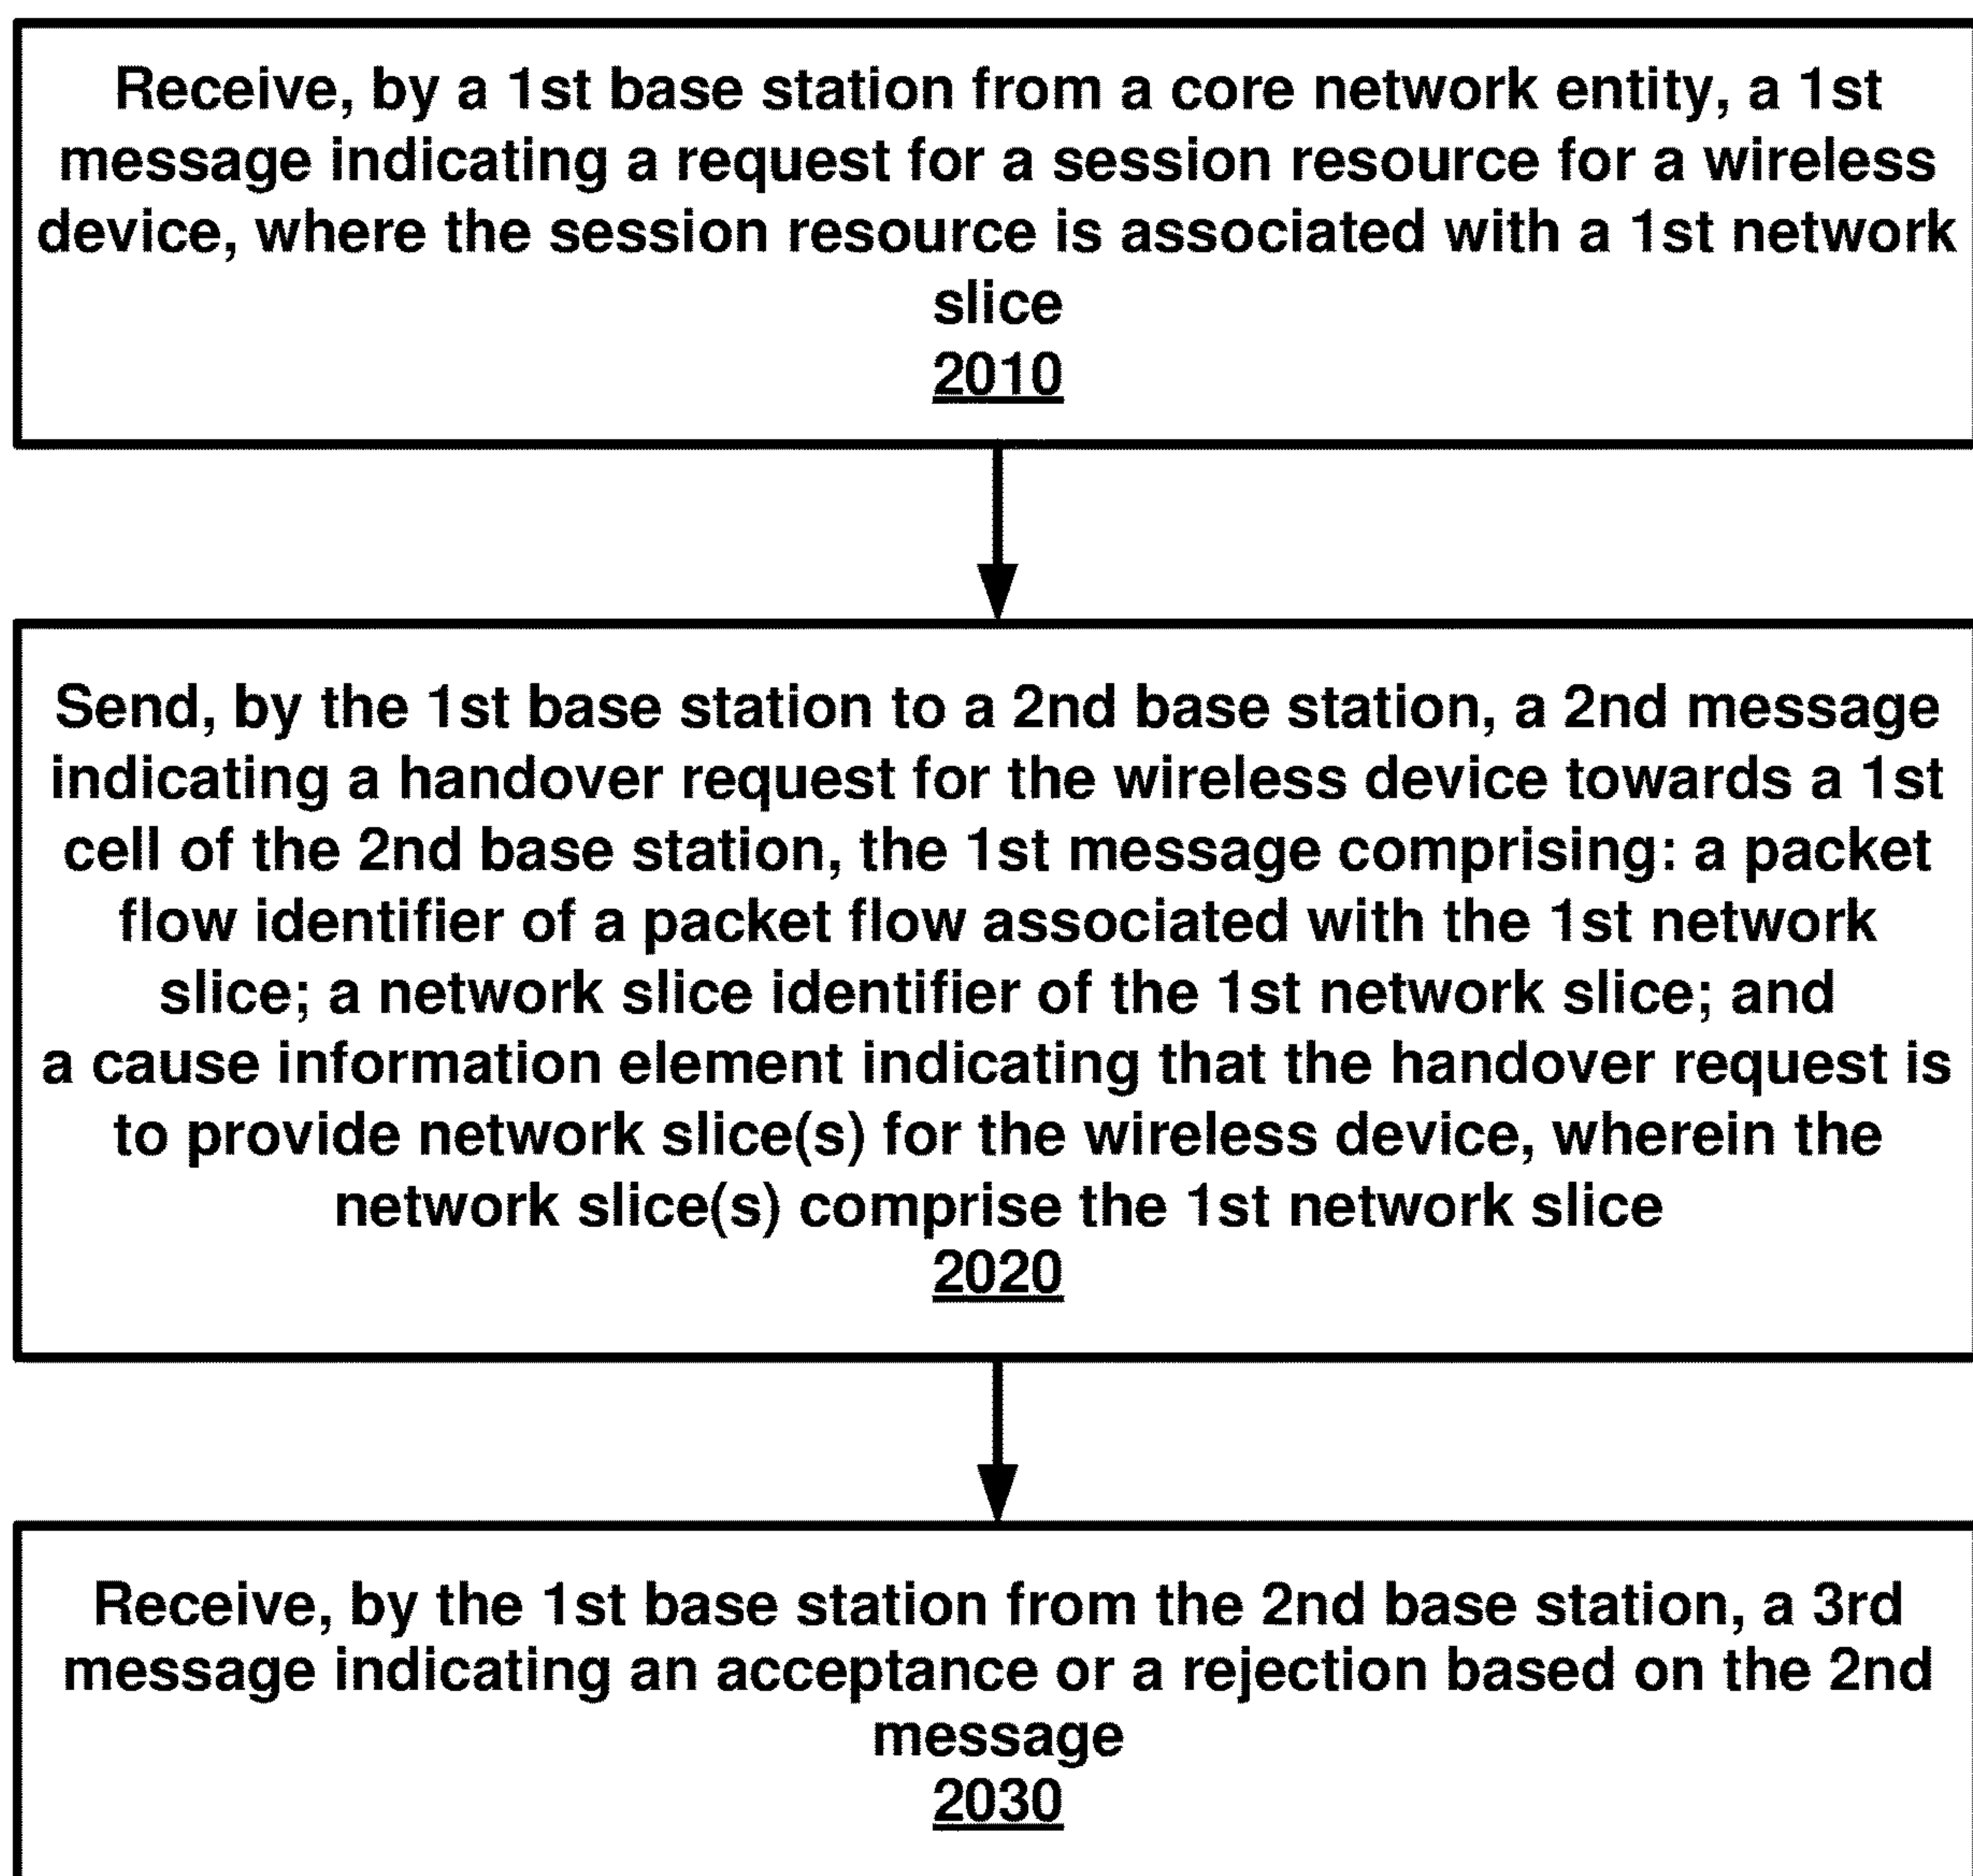 Receive, by a 1st base station from a core network entity, a 1st
message indicating a request for a session resource for a wireless
device, where the session resource is associated with a 1st network
slice
2010
Send, by the 1st base station to a 2nd base station, a 2nd message
indicating a handover request for the wireless device towards a 1st
cell of the 2nd base station, the 1st message comprising: a packet
flow identifier of a packet flow associated with the 1st network
slice; a network slice identifier of the 1st network slice; and
a cause information element indicating that the handover request is
to provide network slice(s) for the wireless device, wherein the
network slice(s) comprise the 1st network slice
2020
Receive, by the 1st base station from the 2nd base station, a 3rd
message indicating an acceptance or a rejection based on the 2nd
message
2030